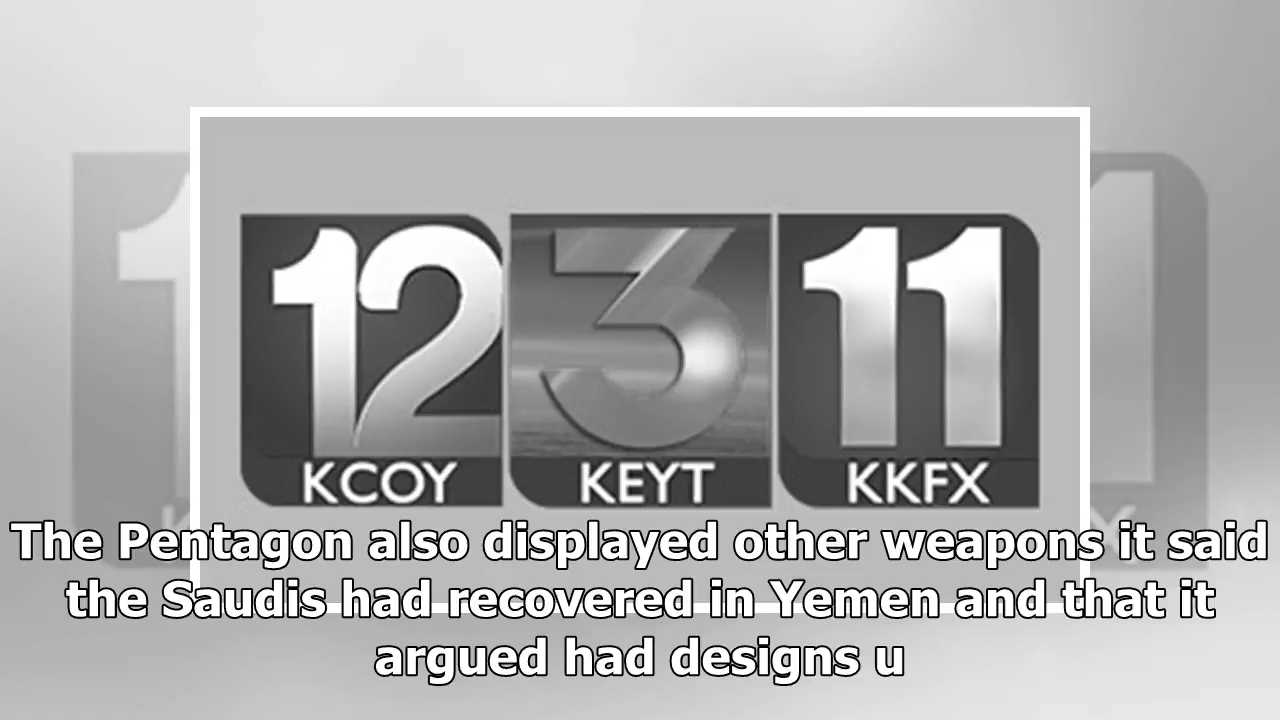 12 3 11
KCOY KEYT KKFX
The Pentagon also displayed other weapons it said
the Saudis had recovered in Yemen and that it
argued had designs u